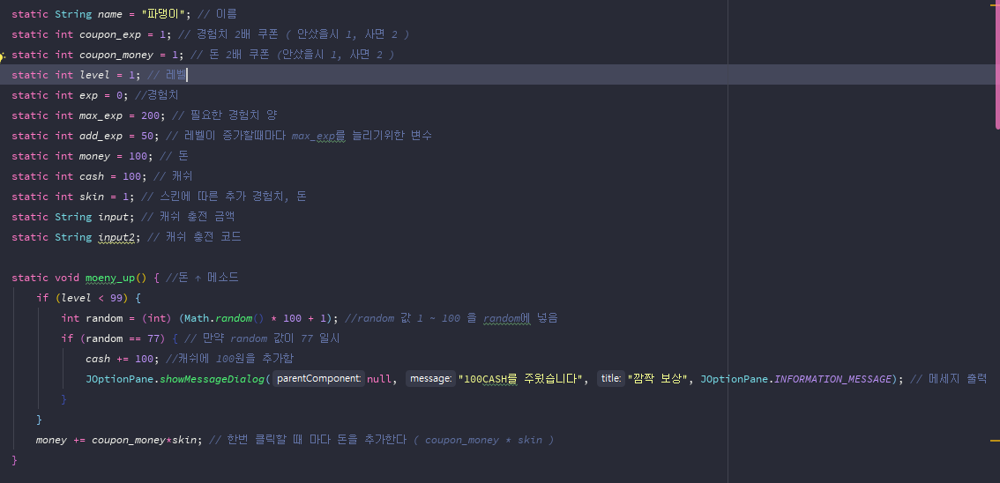 static String name = "파댕이"; // 이름
static int coupon_exp = 1; // 경험치 2배 쿠폰 ( 안샀을시 1, 사면 2 )
static int coupon_money = 1; // 돈 2배 쿠폰 (안샀을시 1, 사면 2 )
static int level = 1; // 레벨
static int exp = 0; //경험치
static int max_exp = 200; // 필요한 경험치 양
static int add_exp = 50; // 레벨이 증가할때마다 max_exp를 늘리기위한 변수
static int money = 100; // 돈
static int cash = 100; // 캐쉬
static int skin = 1; // 스킨에 따른 추가 경험치, 돈
static String input; // 캐쉬 충전 금액
static String input2; // 캐쉬 충전 코드
static void moeny_up() { //돈 ↑ 메소드
if (level < 99) {
int random = (int) (Math.random() * 100 + 1); //random 값 1 ~ 100 을 random에 넣음
if (random == 77) { // 만약 random 값이 77 일시
cash += 100; //캐쉬에 100원을 추가함
JOptionPane.showMessageDialog( parentComponent: null, message: "100CASH를 주웠습니다", title: "깜짝 보상", JOptionPane.INFORMATION_MESSAGE); // 메세지 출력
}
}
money += coupon_money*skin; // 한번 클릭할 때 마다 돈을 추가한다 ( coupon_money * skin )
}